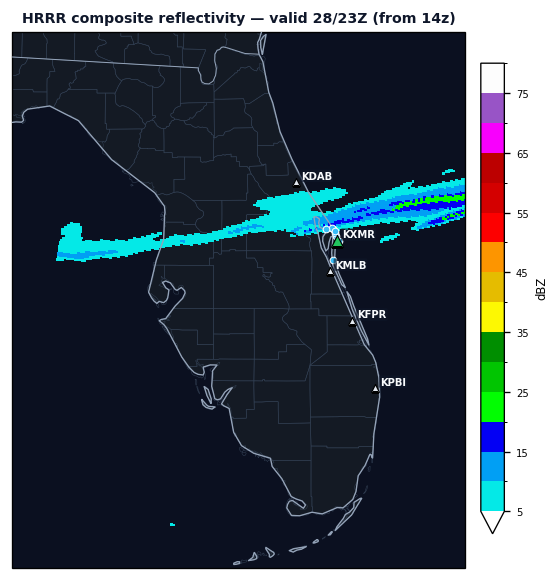 HRRR composite reflectivity — valid 28/23Z (from 14z)
KDAB
KXMR
KMLB
KFPR
KPBI
75
65
55
45
35
25
15
5
dBZ